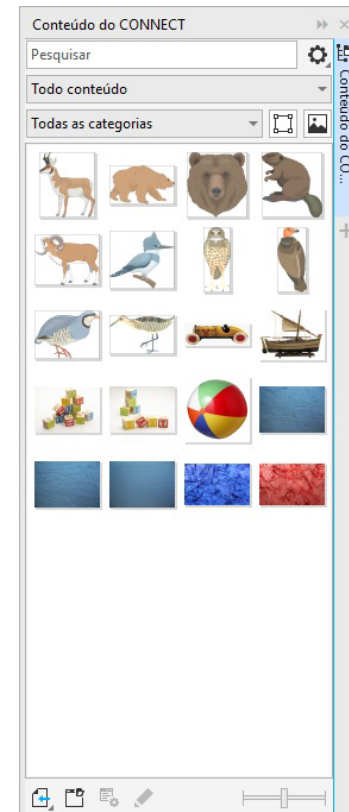 Conteúdo do CONNECT
Pesquisar
Todo conteúdo
Todas as categorias
Conteúdo do CO...